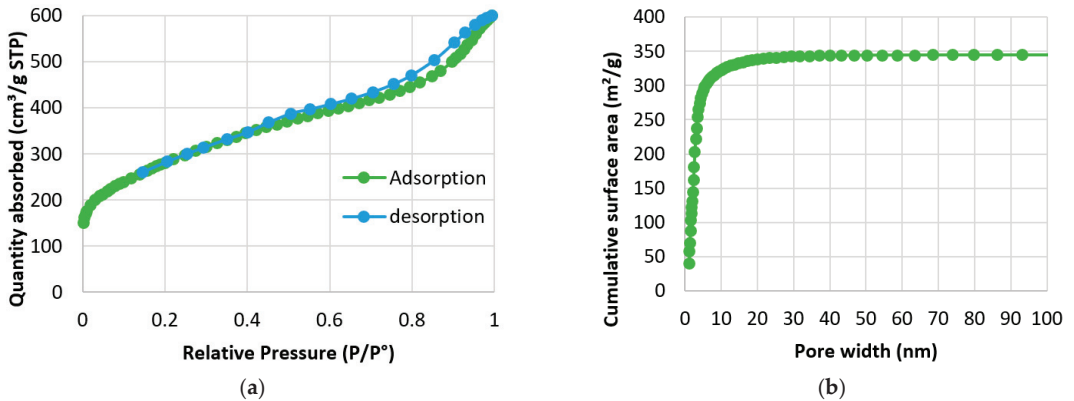 Quantity absorbed (cm³/g STP)
600
500
400
300
200
100
0
0 0.2 0.4 0.6 0.8 1
Relative Pressure (P/P°)
Adsorption
desorption
(a)
Cumulative surface area (m²/g)
400
350
300
250
200
150
100
50
0
0 10 20 30 40 50 60 70 80 90 100
Pore width (nm)
(b)